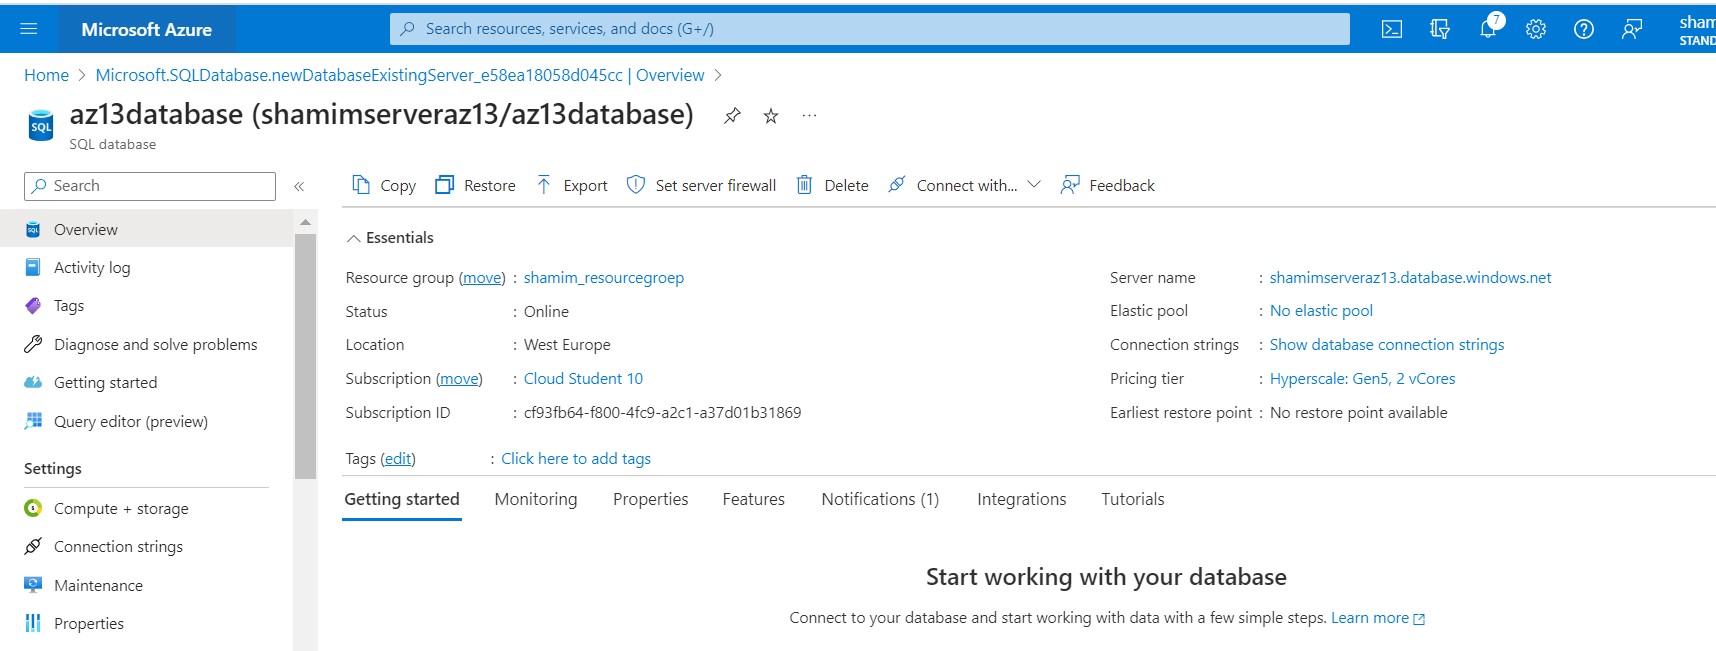 Microsoft Azure
Search resources, services, and docs (G+/)
7
sham
STAND
Home > Microsoft.SQLDatabase.newDatabaseExistingServer_e58ea18058d045cc | Overview >
SQL
az13database (shamimserveraz13/az13database)
...
SQL database
Search
«
Copy
Restore
Export
Set server firewall
Delete
Connect with...
Feedback
Overview
Activity log
Tags
Diagnose and solve problems
Getting started
Query editor (preview)
Settings
Compute + storage
Connection strings
Maintenance
Properties
Essentials
Resource group (move) : shamim_resourcegroep
Status : Online
Location : West Europe
Subscription (move) : Cloud Student 10
Subscription ID : cf93fb64-f800-4fc9-a2c1-a37d01b31869
Server name : shamimserveraz13.database.windows.net
Elastic pool : No elastic pool
Connection strings : Show database connection strings
Pricing tier : Hyperscale: Gen5, 2 vCores
Earliest restore point : No restore point available
Tags (edit) : Click here to add tags
Getting started
Monitoring
Properties
Features
Notifications (1)
Integrations
Tutorials
Start working with your database
Connect to your database and start working with data with a few simple steps. Learn more